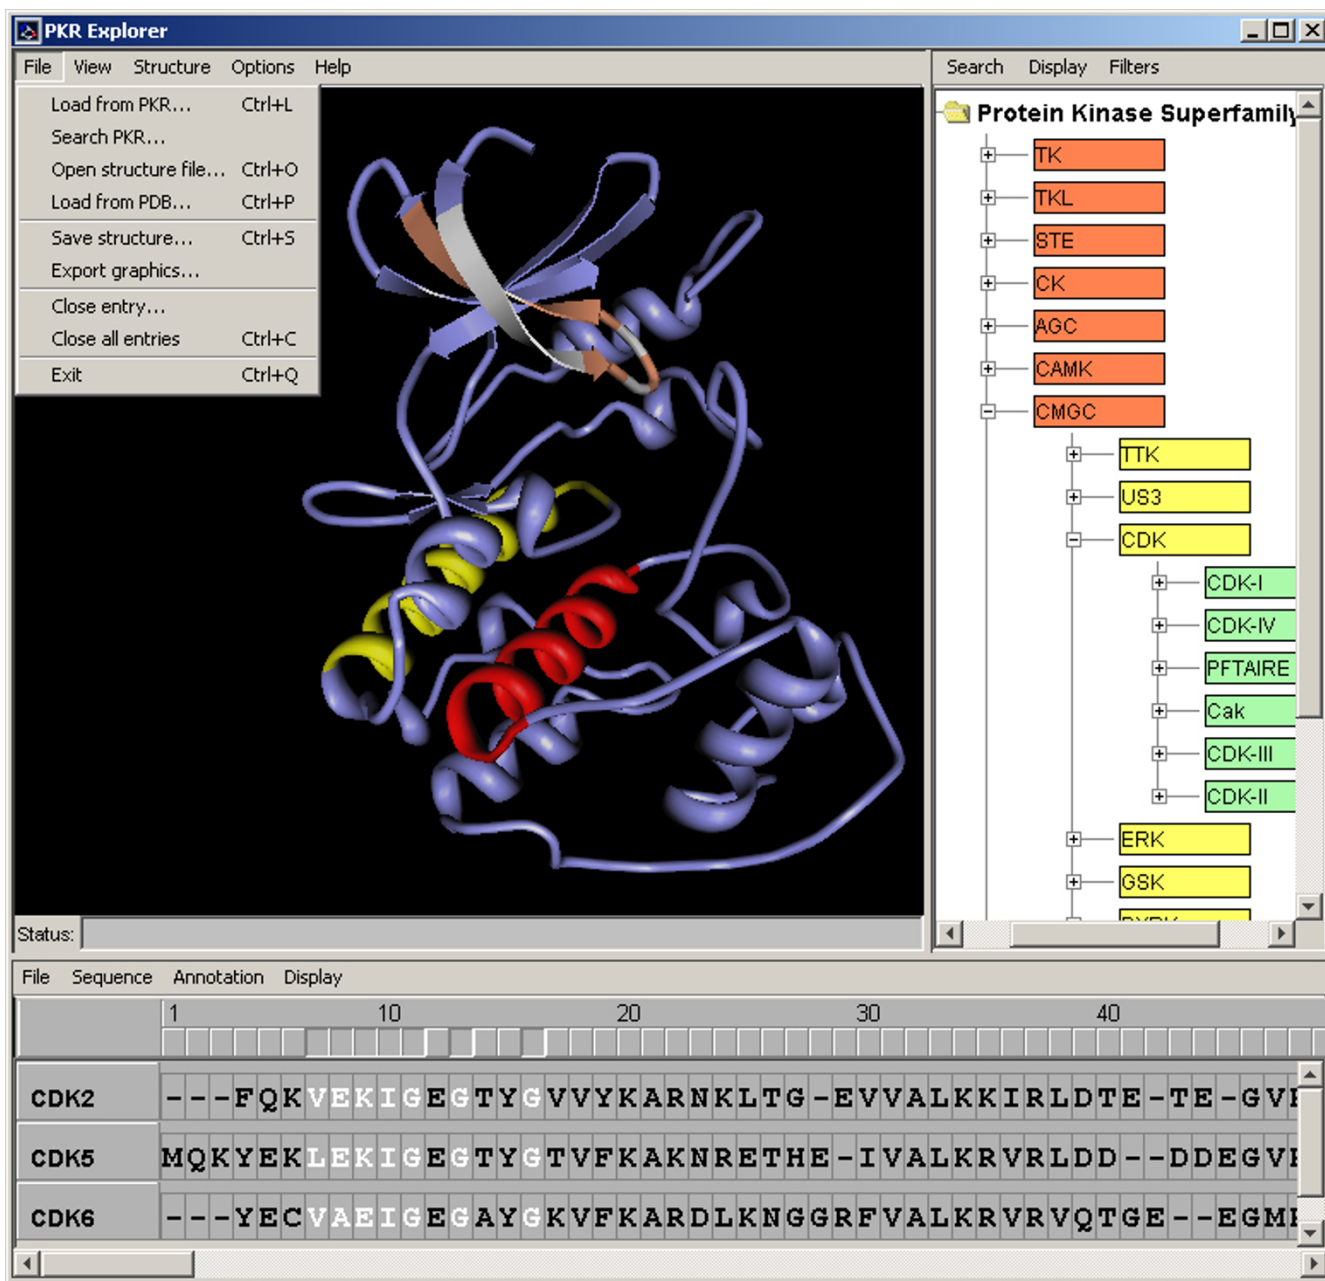 PKR Explorer
File View Structure Options Help
Load from PKR... Ctrl+L
Search PKR...
Open structure file... Ctrl+O
Load from PDB... Ctrl+P
Save structure... Ctrl+S
Export graphics...
Close entry...
Close all entries Ctrl+C
Exit Ctrl+Q
Status:
Search Display Filters
Protein Kinase Superfamily
TK
TKL
STE
CK
AGC
CAMK
CMGC
TTK
US3
CDK
CDK-I
CDK-IV
PFTAIRE
Cak
CDK-III
CDK-II
ERK
GSK
File Sequence Annotation Display
1 10 20 30 40
CDK2 ---FQKVEKIGEGTYGVVYKARNKLTG-EVVALKKIRLDTE-TE-GV
CDK5 MQKYEKLEKIGEGTYGTVFKAKNRETHE-IVALKRVRLDD--DDEGV
CDK6 ---YECVAEIGEGAYGKVFKARDLKNGGRFVALKRVRVQTGE--EGM